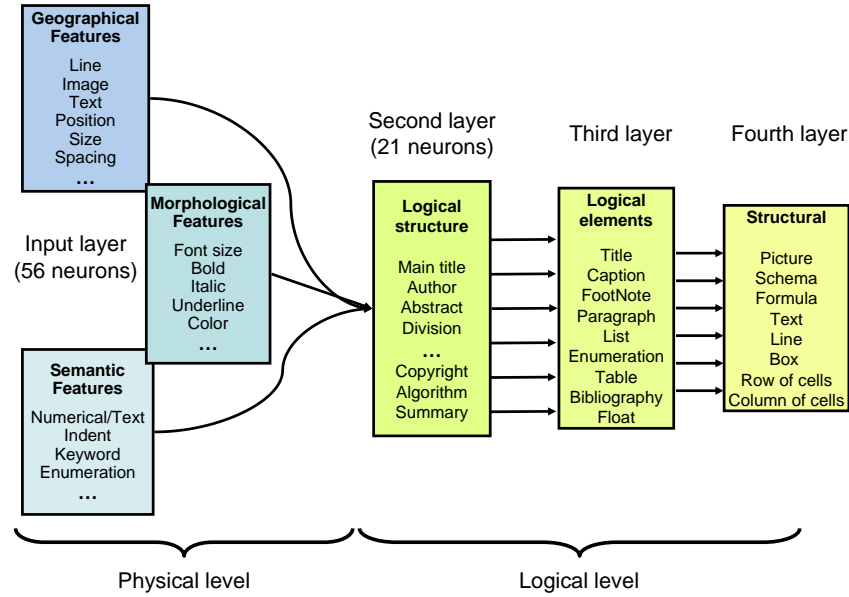 Geographical
Features
Line
Image
Text
Position
Size
Spacing
...
Input layer
(56 neurons)
Morphological
Features
Font size
Bold
Italic
Underline
Color
...
Semantic
Features
Numerical/Text
Indent
Keyword
Enumeration
...
Second layer
(21 neurons)
Logical
structure
Main title
Author
Abstract
Division
...
Copyright
Algorithm
Summary
Third layer
Logical
elements
Title
Caption
FootNote
Paragraph
List
Enumeration
Table
Bibliography
Float
Fourth layer
Structural
Picture
Schema
Formula
Text
Line
Box
Row of cells
Column of cells
Physical level
Logical level